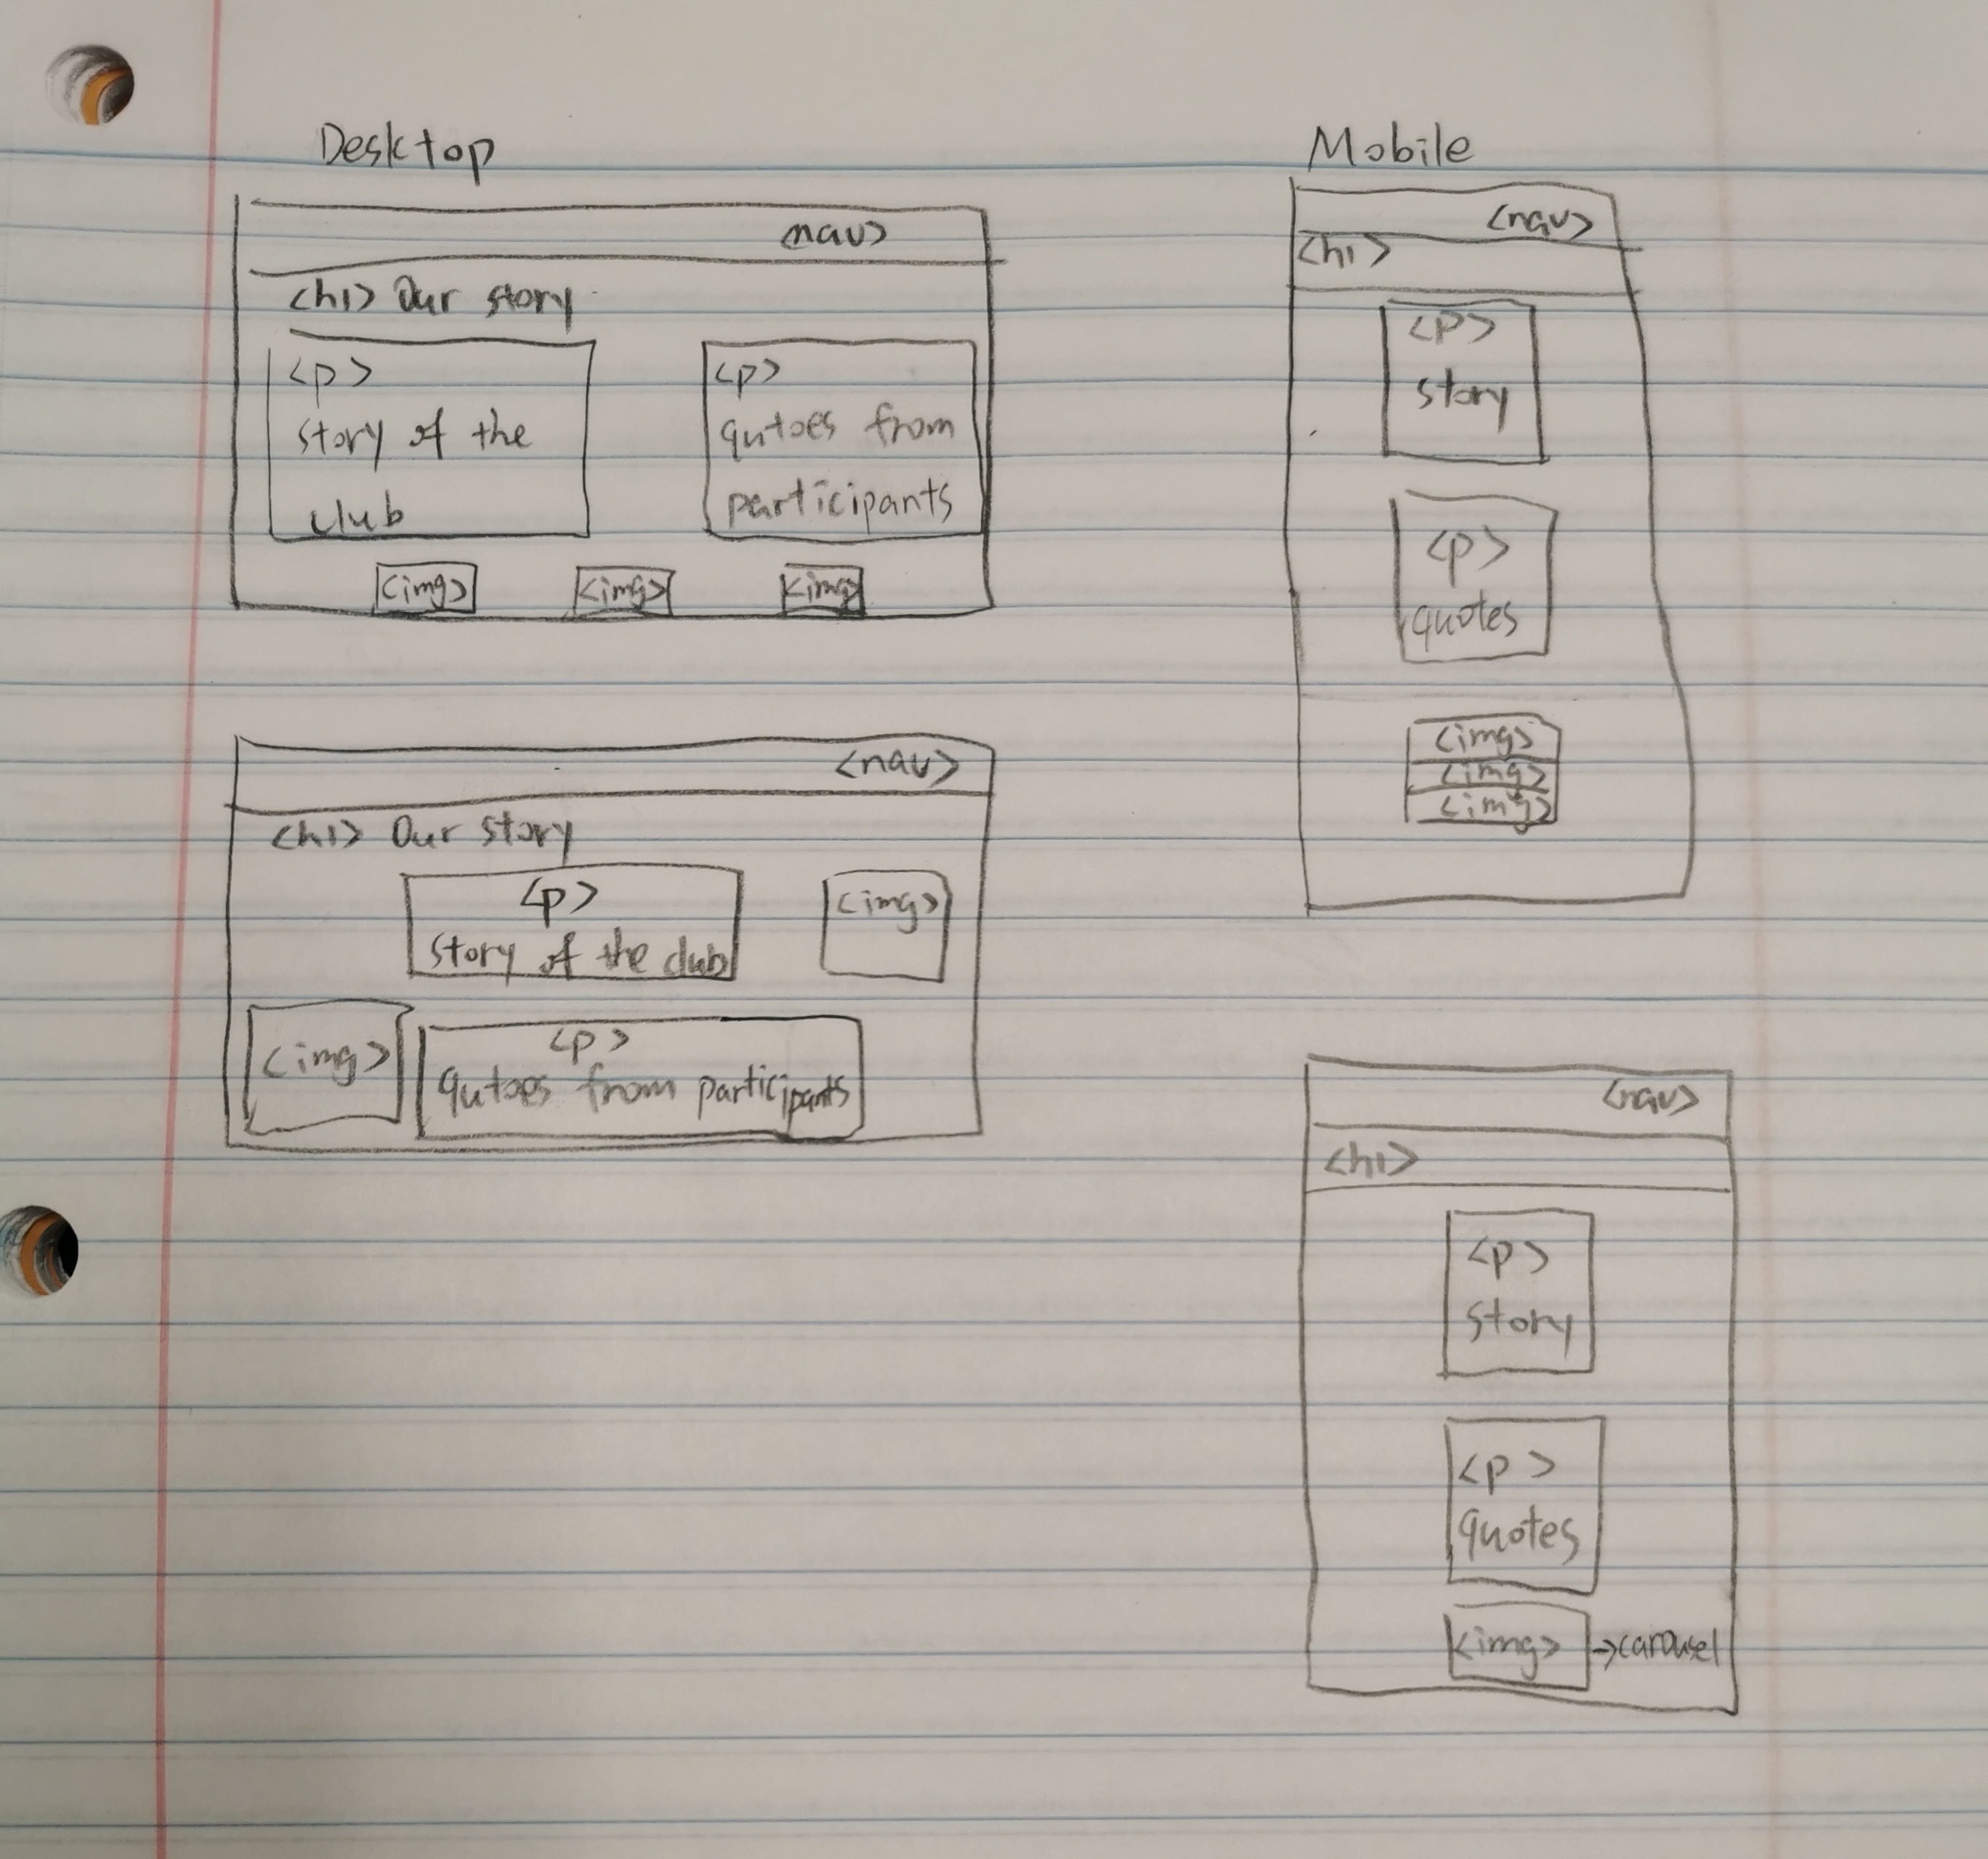 Desktop
<nav>
<h1> Our story
<p>
story of the
club
<p>
qutoes from
participants
<img>
<img>
<img>
<nav>
<h1> Our story
<p>
story of the club
<img>
<img>
<p>
qutoes from participants
Mobile
<nav>
<h1>
<p>
story
<p>
quotes
<img>
<img>
<img>
<nav>
<h1>
<p>
story
<p>
quotes
<img> →carousel